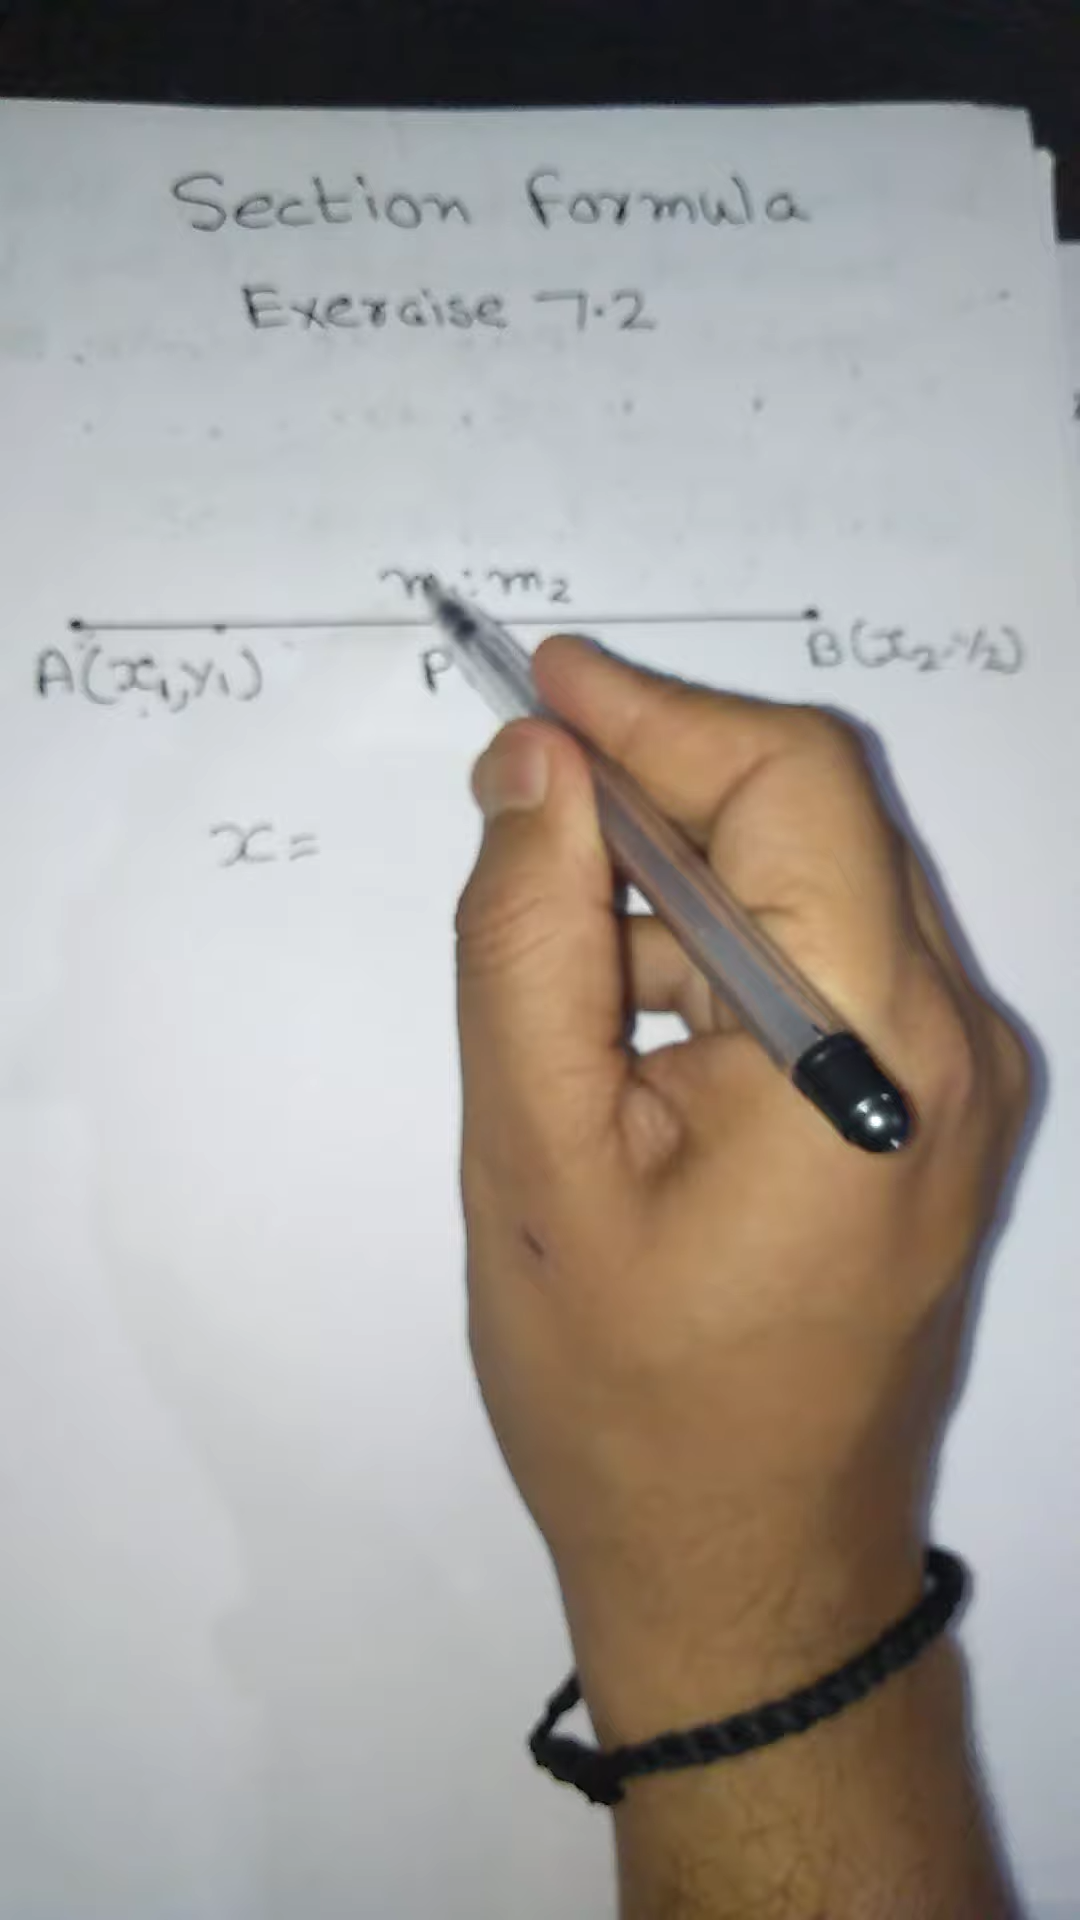 Section formula
Exercise 7.2
m₁:m₂
A(x₁,y₁) P B(x₂,y₂)
x=